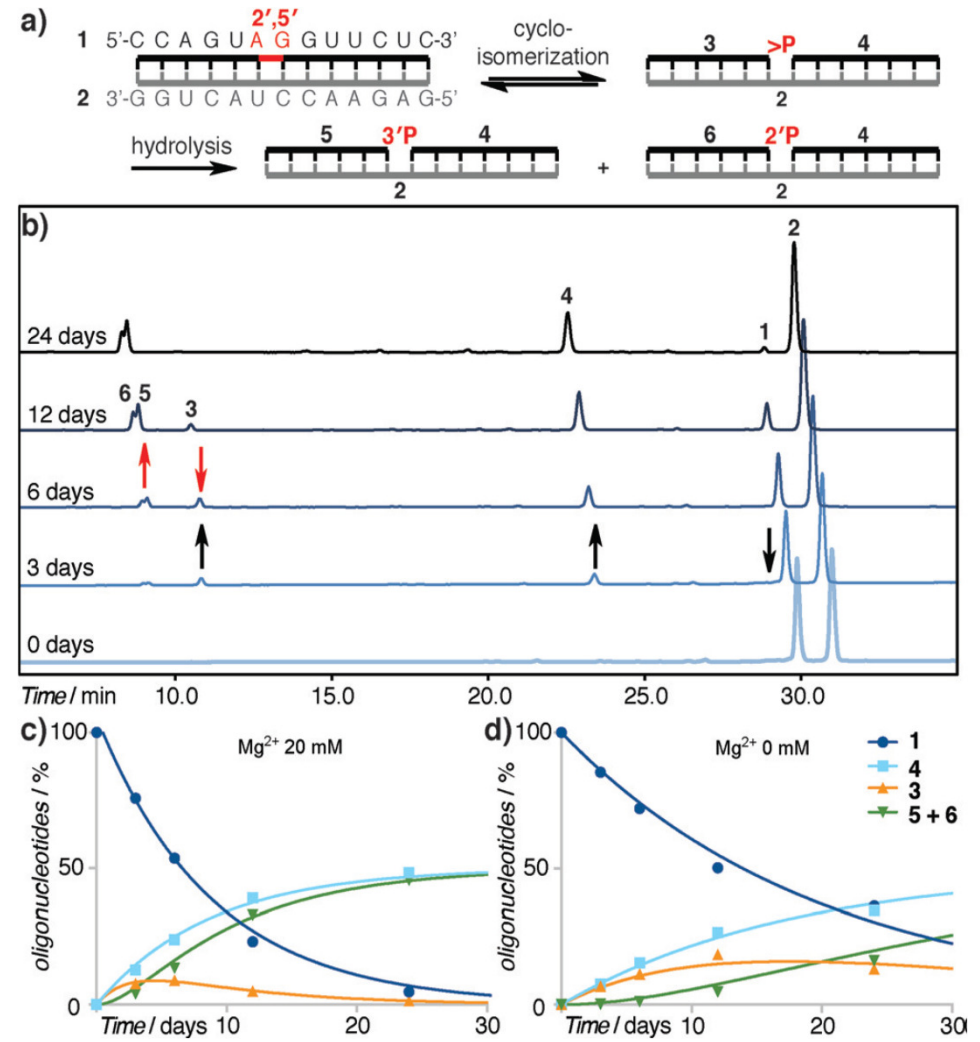 a)
2′,5′
1 5'-C C A G U A G G U U C U C-3'
2 3'-G G U C A U C C A A G A G-5'
cyclo-
isomerization
3 >P 4
2
hydrolysis
5 3′P 4
2
+
6 2′P 4
2
b)
2
4
1
24 days
6 5
3
12 days
6 days
3 days
0 days
Time / min 10.0 15.0 20.0 25.0 30.0
c)
Mg2+ 20 mM
100
50
0
oligonucleotides / %
Time / days 10 20 30
d)
Mg2+ 0 mM
100
50
0
oligonucleotides / %
Time / days 10 20 30
1
4
3
5 + 6